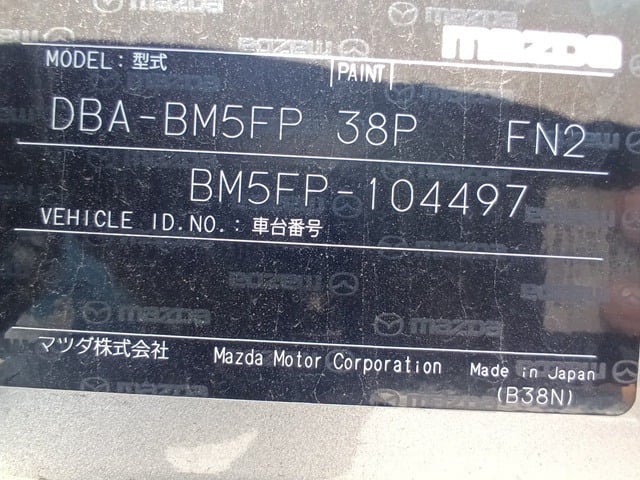 mazda
MODEL：型式 PAINT
DBA-BM5FP 38P FN2
BM5FP-104497
VEHICLE ID.NO.：車台番号
マツダ株式会社 Mazda Motor Corporation Made in Japan
(B38N)